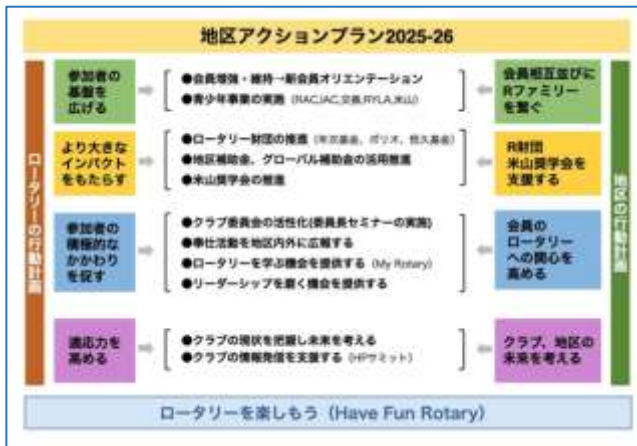 地区アクションプラン2025-26
ロータリーの行動計画
参加者の
基盤を
広げる
●会員増強・維持→新会員オリエンテーション
●青少年事業の実施（RAC,IAC,交換,RYLA,米山）
会員相互並びに
Rファミリー
を繋ぐ
より大きな
インパクト
をもたらす
●ロータリー財団の推進（年次基金、ポリオ、恒久基金）
●地区補助金、グローバル補助金の活用推進
●米山奨学会の推進
R財団
米山奨学会を
支援する
参加者の
積極的な
かかわり
を促す
●クラブ委員会の活性化(委員長セミナーの実施)
●奉仕活動を地区内外に広報する
●ロータリーを学ぶ機会を提供する（My Rotary）
●リーダーシップを磨く機会を提供する
会員の
ロータリー
への関心を
高める
適応力を
高める
●クラブの現状を把握し未来を考える
●クラブの情報発信を支援する（HPサミット）
クラブ、地区の
未来を考える
地区の行動計画
ロータリーを楽しもう（Have Fun Rotary）